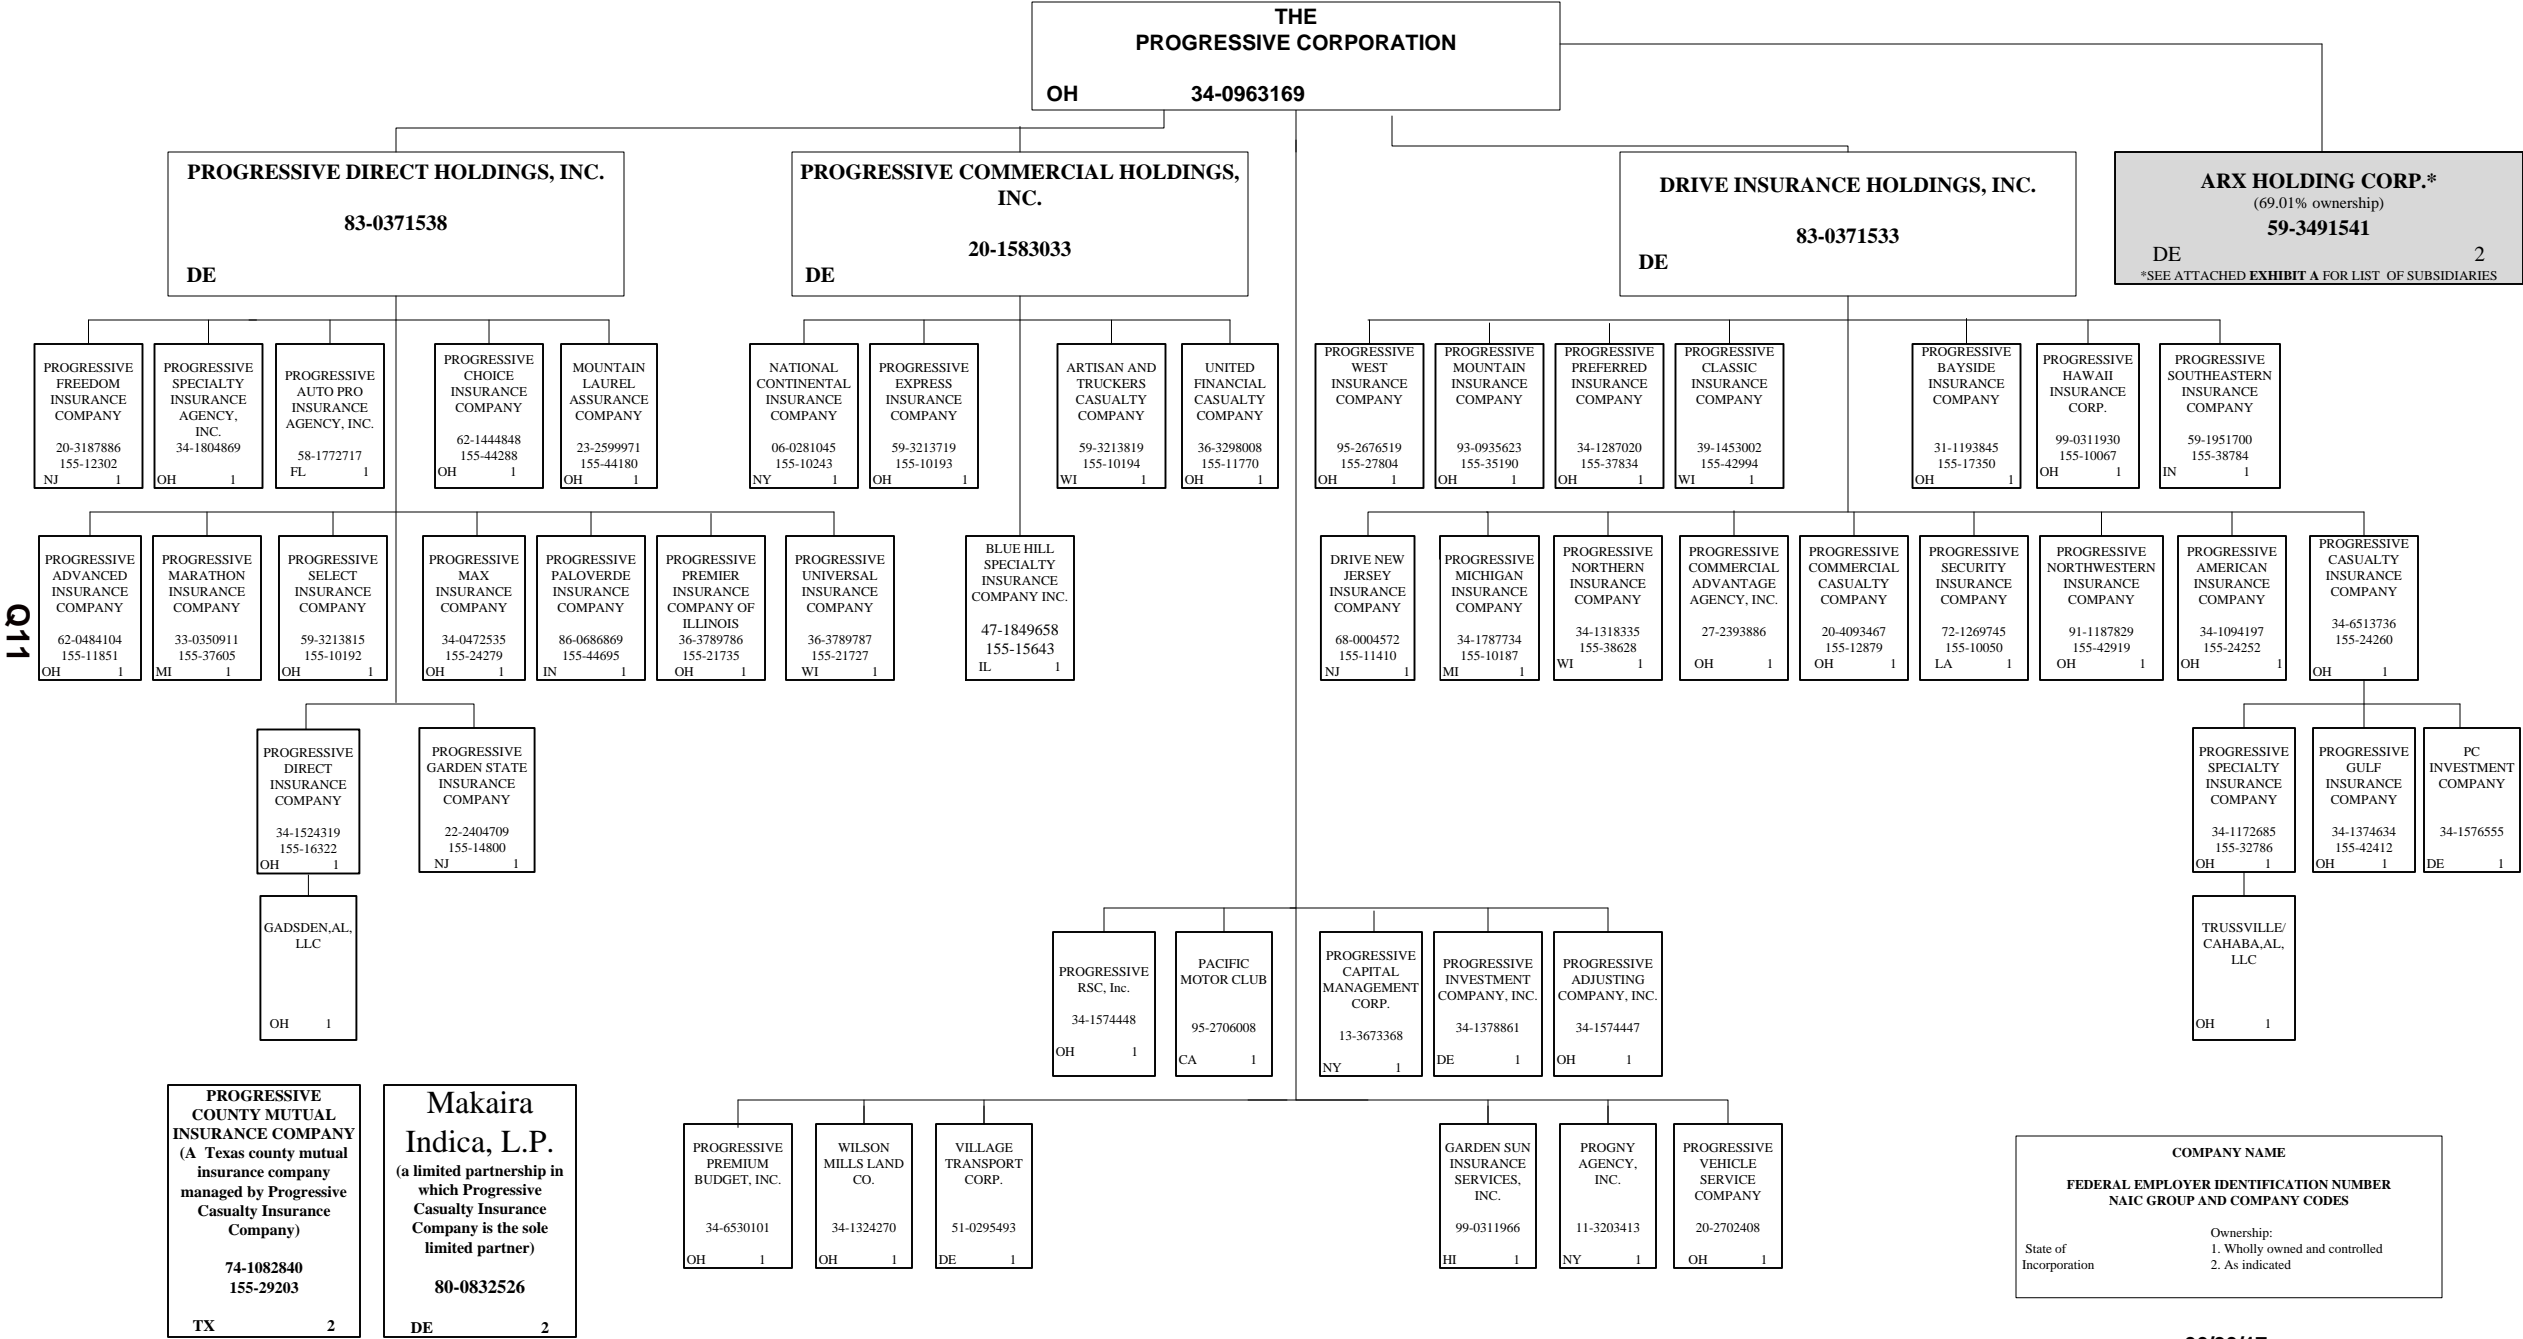 THE
PROGRESSIVE CORPORATION
OH 34-0963169
PROGRESSIVE DIRECT HOLDINGS, INC.
83-0371538
DE
PROGRESSIVE COMMERCIAL HOLDINGS,
INC.
20-1583033
DE
DRIVE INSURANCE HOLDINGS, INC.
83-0371533
DE
ARX HOLDING CORP.*
(69.01% ownership)
59-3491541
DE 2
*SEE ATTACHED EXHIBIT A FOR LIST OF SUBSIDIARIES
PROGRESSIVE
FREEDOM
INSURANCE
COMPANY
20-3187886
155-12302
NJ 1
PROGRESSIVE
SPECIALTY
INSURANCE
AGENCY,
INC.
34-1804869
OH 1
PROGRESSIVE
AUTO PRO
INSURANCE
AGENCY, INC.
58-1772717
FL 1
PROGRESSIVE
CHOICE
INSURANCE
COMPANY
62-1444848
155-44288
OH 1
MOUNTAIN
LAUREL
ASSURANCE
COMPANY
23-2599971
155-44180
OH 1
NATIONAL
CONTINENTAL
INSURANCE
COMPANY
06-0281045
155-10243
NY 1
PROGRESSIVE
EXPRESS
INSURANCE
COMPANY
59-3213719
155-10193
OH 1
ARTISAN AND
TRUCKERS
CASUALTY
COMPANY
59-3213819
155-10194
WI 1
UNITED
FINANCIAL
CASUALTY
COMPANY
36-3298008
155-11770
OH 1
PROGRESSIVE
WEST
INSURANCE
COMPANY
95-2676519
155-27804
OH 1
PROGRESSIVE
MOUNTAIN
INSURANCE
COMPANY
93-0935623
155-35190
OH 1
PROGRESSIVE
PREFERRED
INSURANCE
COMPANY
34-1287020
155-37834
OH 1
PROGRESSIVE
CLASSIC
INSURANCE
COMPANY
39-1453002
155-42994
WI 1
PROGRESSIVE
BAYSIDE
INSURANCE
COMPANY
31-1193845
155-17350
OH 1
PROGRESSIVE
HAWAII
INSURANCE
CORP.
99-0311930
155-10067
OH 1
PROGRESSIVE
SOUTHEASTERN
INSURANCE
COMPANY
59-1951700
155-38784
IN 1
PROGRESSIVE
ADVANCED
INSURANCE
COMPANY
62-0484104
155-11851
OH 1
PROGRESSIVE
MARATHON
INSURANCE
COMPANY
33-0350911
155-37605
MI 1
PROGRESSIVE
SELECT
INSURANCE
COMPANY
59-3213815
155-10192
OH 1
PROGRESSIVE
MAX
INSURANCE
COMPANY
34-0472535
155-24279
OH 1
PROGRESSIVE
PALOVERDE
INSURANCE
COMPANY
86-0686869
155-44695
IN 1
PROGRESSIVE
PREMIER
INSURANCE
COMPANY OF
ILLINOIS
36-3789786
155-21735
OH 1
PROGRESSIVE
UNIVERSAL
INSURANCE
COMPANY
36-3789787
155-21727
WI 1
BLUE HILL
SPECIALTY
INSURANCE
COMPANY INC.
47-1849658
155-15643
IL 1
DRIVE NEW
JERSEY
INSURANCE
COMPANY
68-0004572
155-11410
NJ 1
PROGRESSIVE
MICHIGAN
INSURANCE
COMPANY
34-1787734
155-10187
MI 1
PROGRESSIVE
NORTHERN
INSURANCE
COMPANY
34-1318335
155-38628
WI 1
PROGRESSIVE
COMMERCIAL
ADVANTAGE
AGENCY, INC.
27-2393886
OH 1
PROGRESSIVE
COMMERCIAL
CASUALTY
COMPANY
20-4093467
155-12879
OH 1
PROGRESSIVE
SECURITY
INSURANCE
COMPANY
72-1269745
155-10050
LA 1
PROGRESSIVE
NORTHWESTERN
INSURANCE
COMPANY
91-1187829
155-42919
OH 1
PROGRESSIVE
AMERICAN
INSURANCE
COMPANY
34-1094197
155-24252
OH 1
PROGRESSIVE
CASUALTY
INSURANCE
COMPANY
34-6513736
155-24260
OH 1
Q11
PROGRESSIVE
DIRECT
INSURANCE
COMPANY
34-1524319
155-16322
OH 1
PROGRESSIVE
GARDEN STATE
INSURANCE
COMPANY
22-2404709
155-14800
NJ 1
PROGRESSIVE
SPECIALTY
INSURANCE
COMPANY
34-1172685
155-32786
OH 1
PROGRESSIVE
GULF
INSURANCE
COMPANY
34-1374634
155-42412
OH 1
PC
INVESTMENT
COMPANY
34-1576555
DE 1
GADSDEN,AL,
LLC
OH 1
PROGRESSIVE
RSC, Inc.
34-1574448
OH 1
PACIFIC
MOTOR CLUB
95-2706008
CA 1
PROGRESSIVE
CAPITAL
MANAGEMENT
CORP.
13-3673368
NY 1
PROGRESSIVE
INVESTMENT
COMPANY, INC.
34-1378861
DE 1
PROGRESSIVE
ADJUSTING
COMPANY, INC.
34-1574447
OH 1
TRUSSVILLE/
CAHABA,AL,
LLC
OH 1
PROGRESSIVE
COUNTY MUTUAL
INSURANCE COMPANY
(A Texas county mutual
insurance company
managed by Progressive
Casualty Insurance
Company)
74-1082840
155-29203
TX 2
Makaira
Indica, L.P.
(a limited partnership in
which Progressive
Casualty Insurance
Company is the sole
limited partner)
80-0832526
DE 2
PROGRESSIVE
PREMIUM
BUDGET, INC.
34-6530101
OH 1
WILSON
MILLS LAND
CO.
34-1324270
OH 1
VILLAGE
TRANSPORT
CORP.
51-0295493
DE 1
GARDEN SUN
INSURANCE
SERVICES,
INC.
99-0311966
HI 1
PROGNY
AGENCY,
INC.
11-3203413
NY 1
PROGRESSIVE
VEHICLE
SERVICE
COMPANY
20-2702408
OH 1
COMPANY NAME
FEDERAL EMPLOYER IDENTIFICATION NUMBER
NAIC GROUP AND COMPANY CODES
Ownership:
State of 1. Wholly owned and controlled
Incorporation 2. As indicated